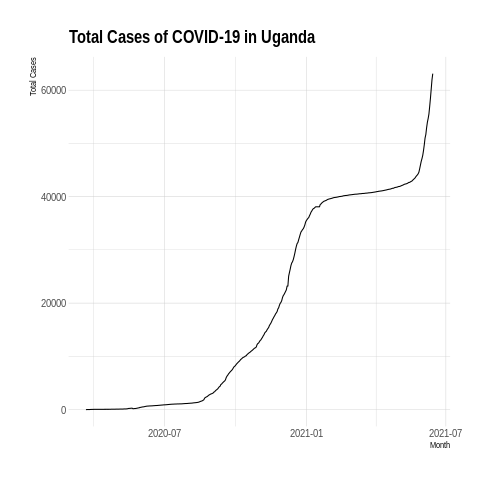 Total Cases of COVID-19 in Uganda
Total Cases
60000
40000
20000
0
2020-07 2021-01 2021-07
Month